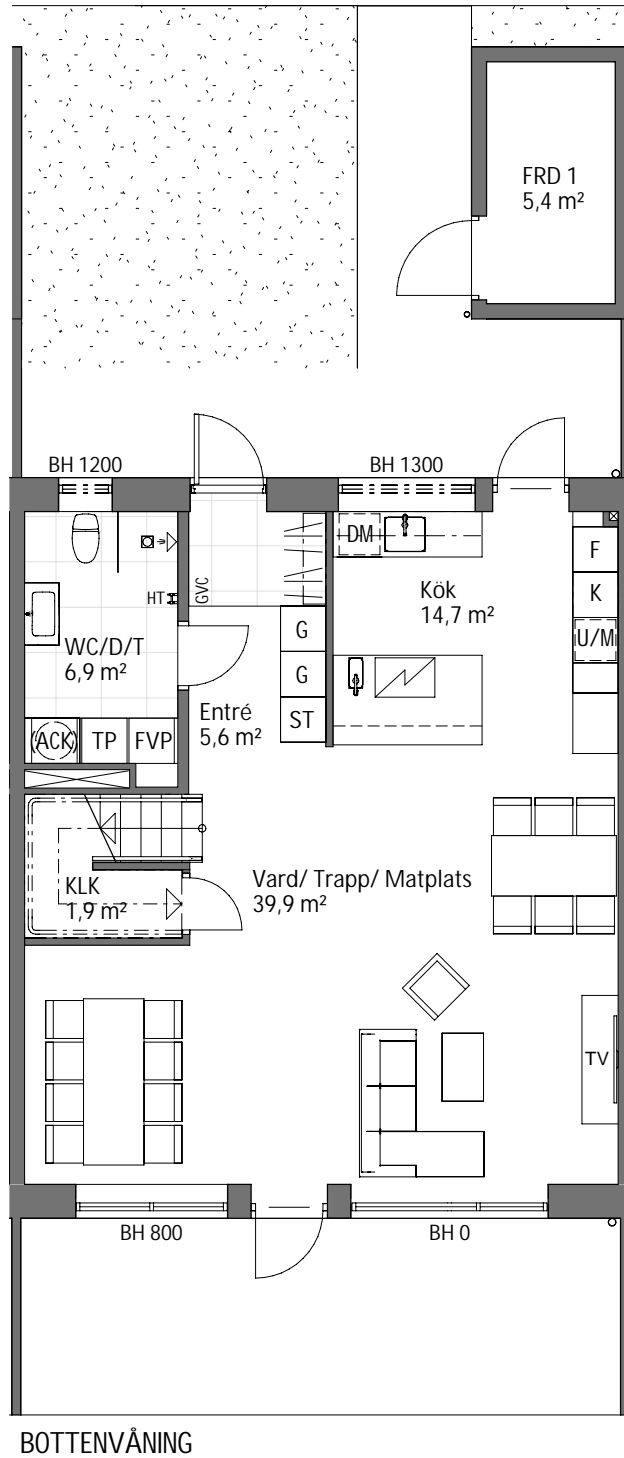 FRD 1
5,4 m²
BH 1200
BH 1300
DM
F
Kök
14,7 m²
K
HT
GVC
G
U/M
WC/D/T
6,9 m²
G
Entré
5,6 m²
ST
ACK
TP
FVP
KLK
1,9 m²
Vard/ Trapp/ Matplats
39,9 m²
TV
BH 800
BH 0
BOTTENVÅNING